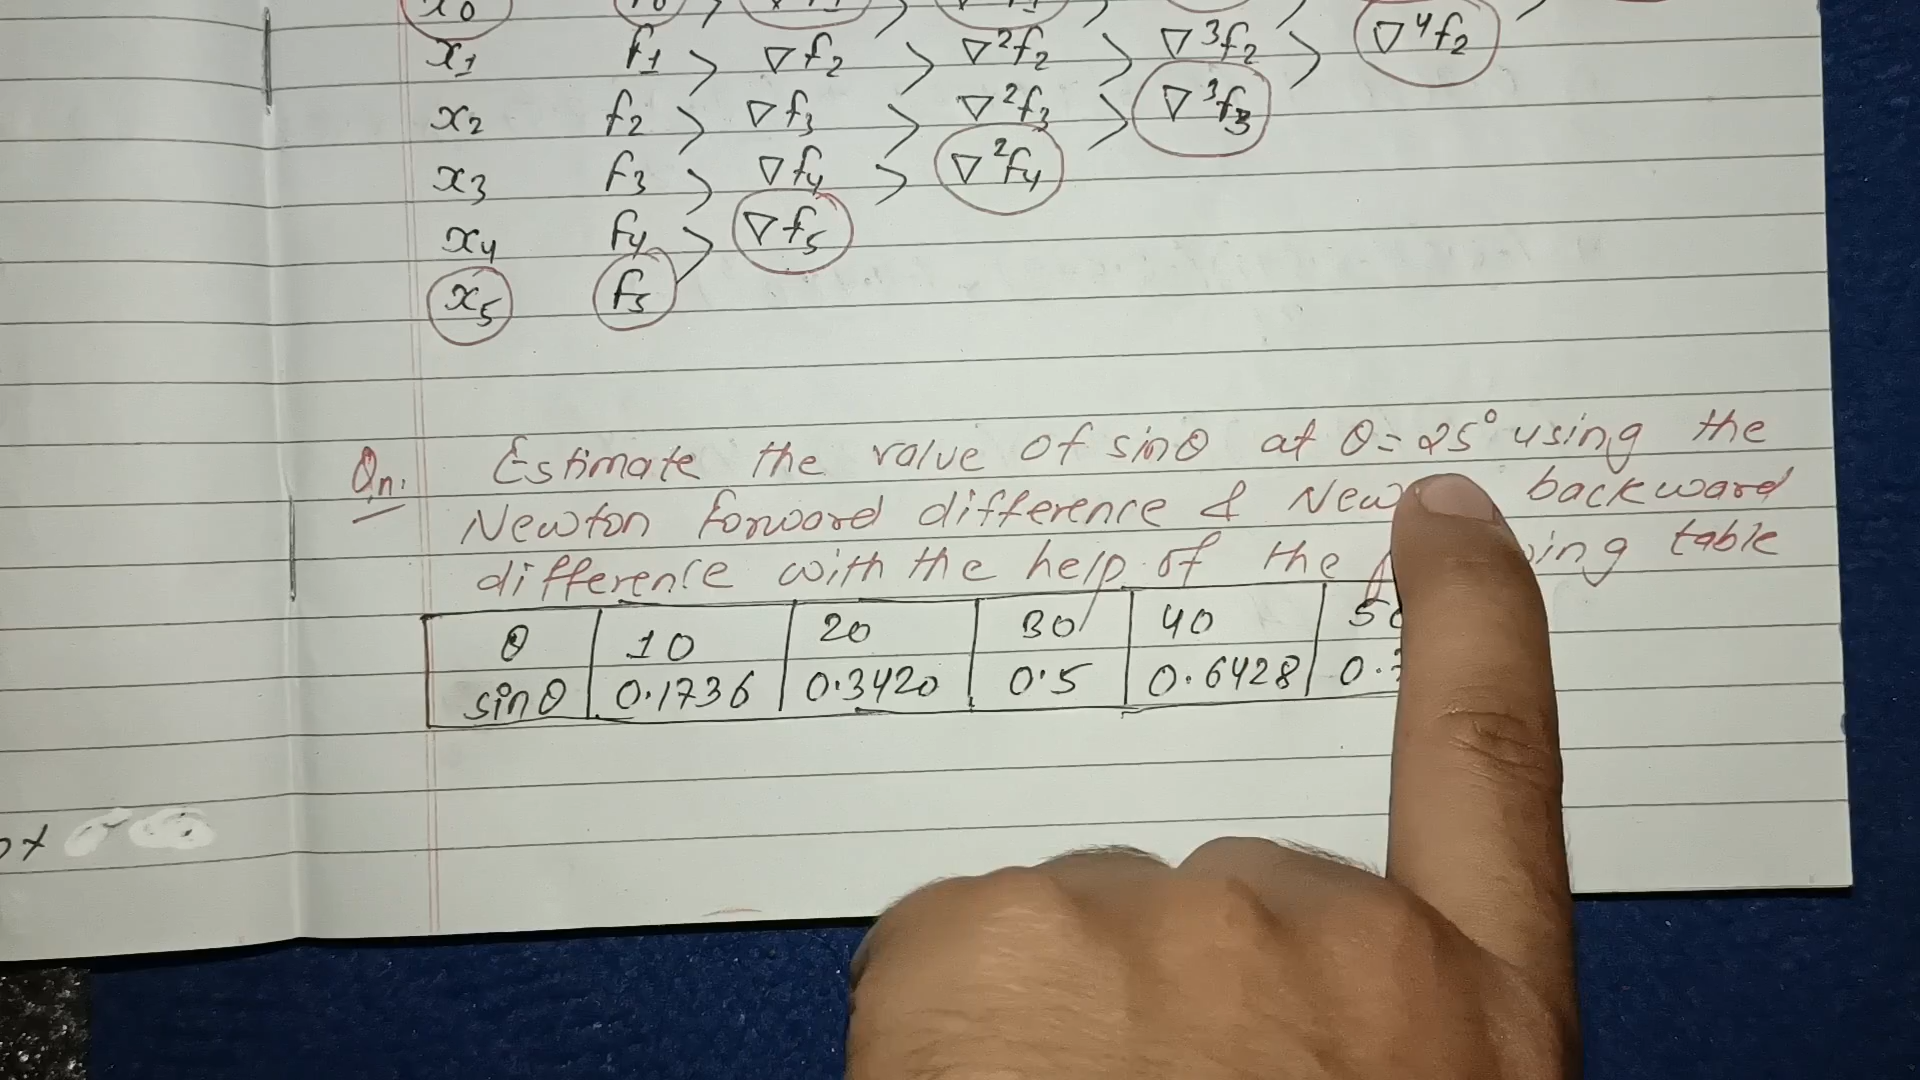 x0 f0
x1 f1 > ∇f2 > ∇²f2 > ∇³f2 > ∇⁴f2
x2 f2 > ∇f3 > ∇²f3 > ∇³f3
x3 f3 > ∇f4 > ∇²f4
x4 f4 > ∇f5
x5 f5
Qn: Estimate the value of sinθ at θ=25° using the
Newton forward difference & New backward
difference with the help of the table
θ 10 20 30 40
sinθ 0.1736 0.3420 0.5 0.6428